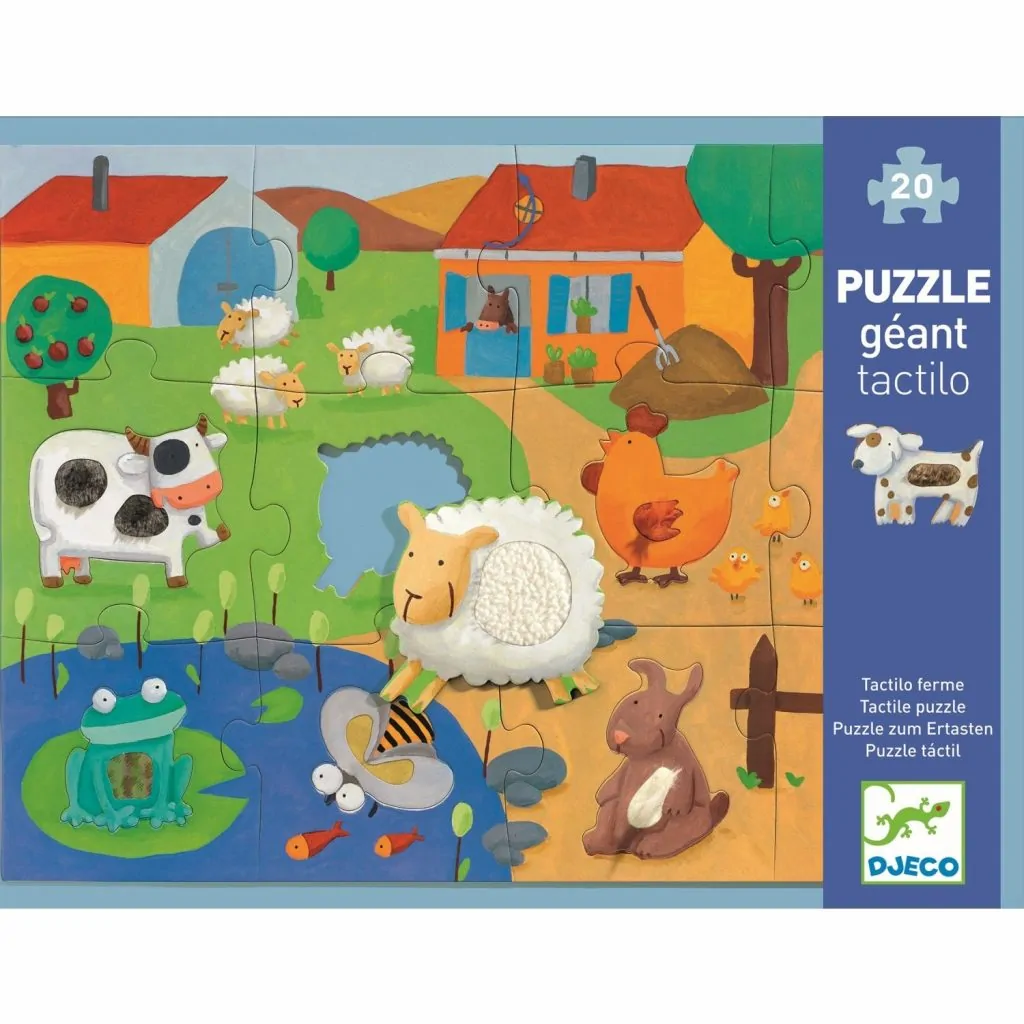 20
PUZZLE
géant
tactilo
Tactilo ferme
Tactile puzzle
Puzzle zum Ertasten
Puzzle táctil
DJECO